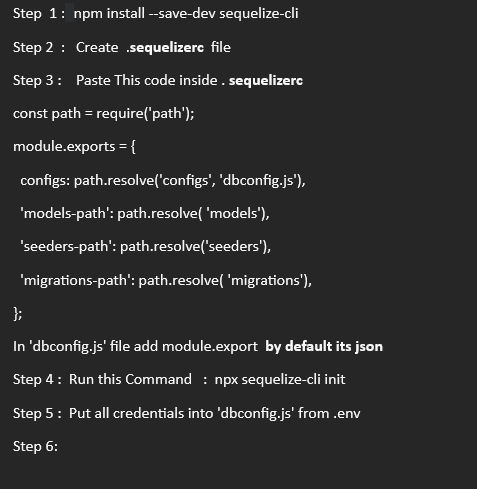 Step 1 : npm install --save-dev sequelize-cli
Step 2 : Create .sequelizerc file
Step 3 : Paste This code inside . sequelizerc
const path = require('path');
module.exports = {
configs: path.resolve('configs', 'dbconfig.js'),
'models-path': path.resolve( 'models'),
'seeders-path': path.resolve('seeders'),
'migrations-path': path.resolve( 'migrations'),
};
In 'dbconfig.js' file add module.export by default its json
Step 4 : Run this Command : npx sequelize-cli init
Step 5 : Put all credentials into 'dbconfig.js' from .env
Step 6: